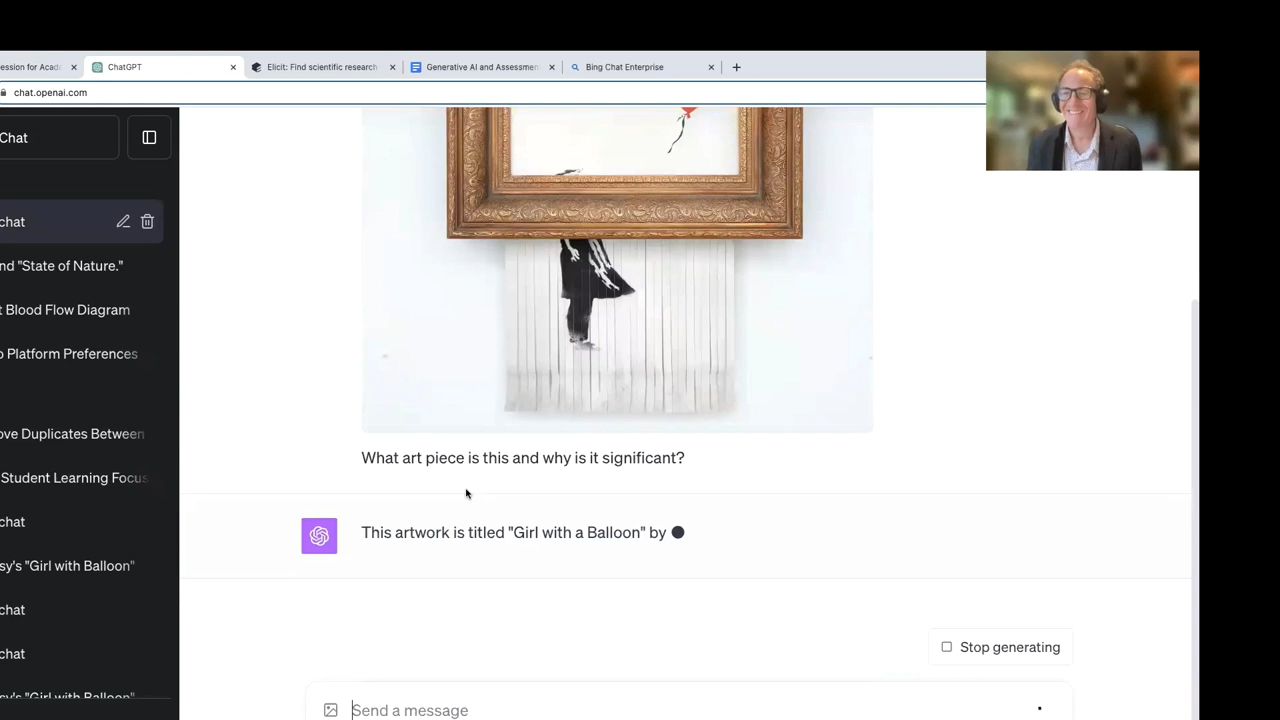 ession for Acade
ChatGPT
Elicit: Find scientific research
Generative AI and Assessmen
Bing Chat Enterprise
chat.openai.com
Chat
chat
nd "State of Nature."
t Blood Flow Diagram
o Platform Preferences
ove Duplicates Between
Student Learning Focus
chat
sy's "Girl with Balloon"
chat
chat
sy's "Girl with Balloon"
What art piece is this and why is it significant?
This artwork is titled "Girl with a Balloon" by
Stop generating
Send a message